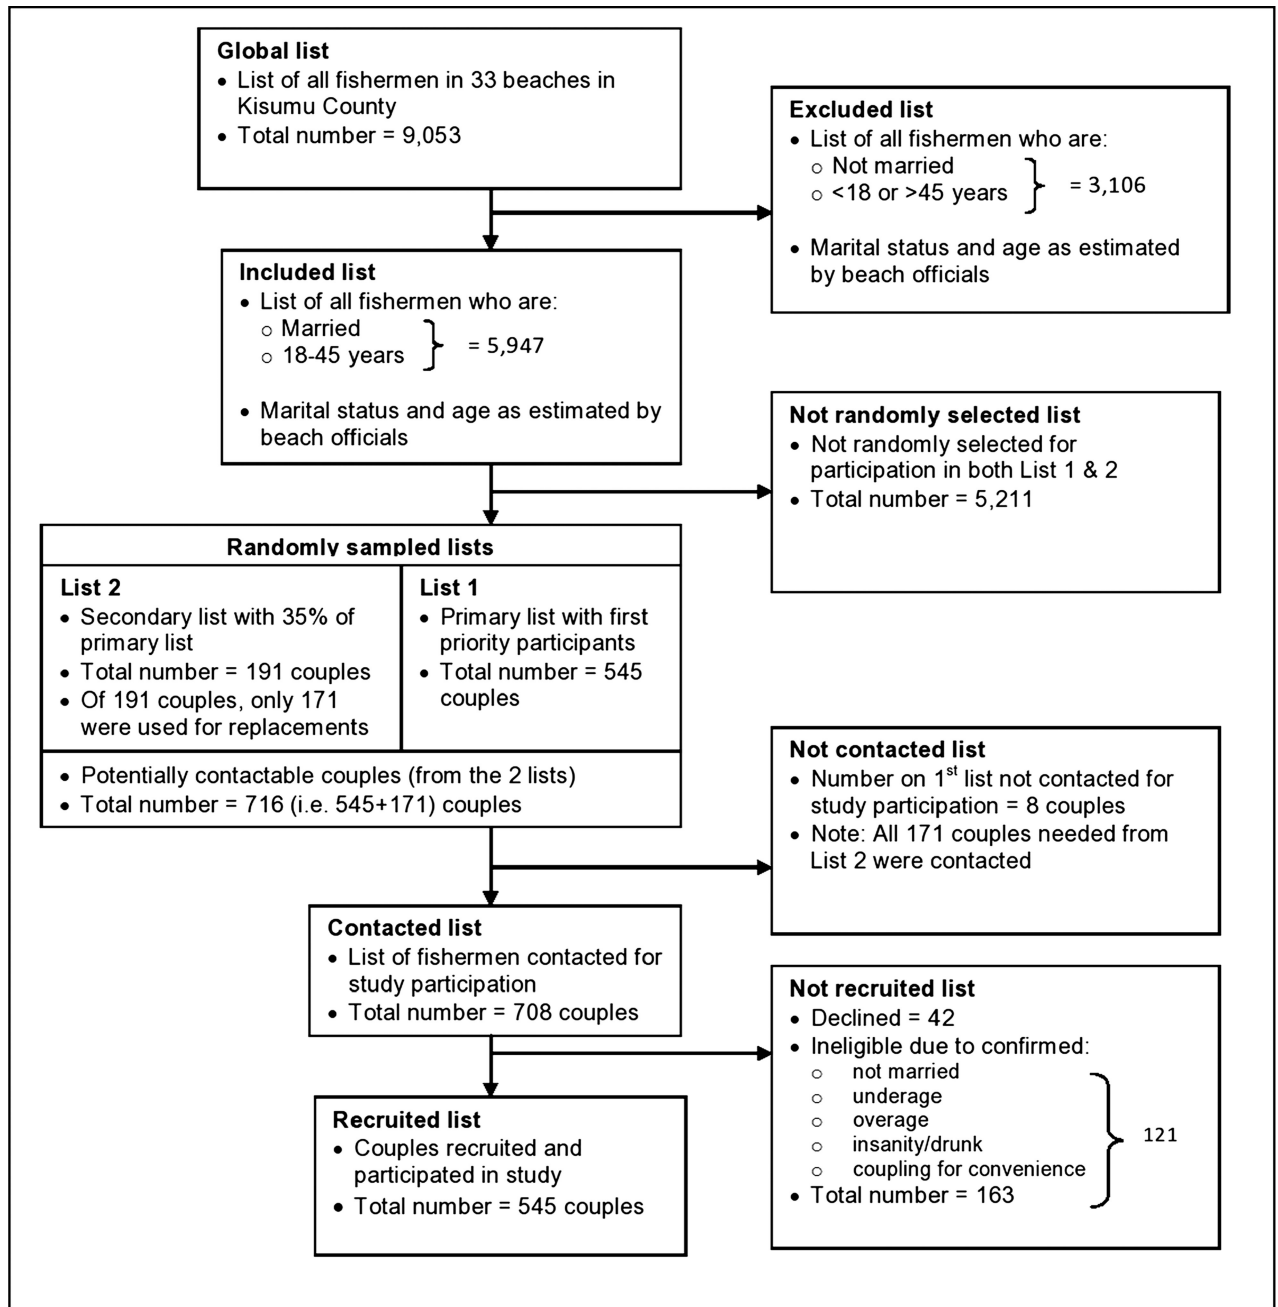 Global list
• List of all fishermen in 33 beaches in
Kisumu County
• Total number = 9,053
Excluded list
• List of all fishermen who are:
o Not married
o <18 or >45 years
= 3,106
• Marital status and age as estimated
by beach officials
Included list
• List of all fishermen who are:
o Married
o 18-45 years
= 5,947
• Marital status and age as estimated by
beach officials
Not randomly selected list
• Not randomly selected for
participation in both List 1 & 2
• Total number = 5,211
Randomly sampled lists
List 2
• Secondary list with 35% of
primary list
• Total number = 191 couples
• Of 191 couples, only 171
were used for replacements
List 1
• Primary list with first
priority participants
• Total number = 545
couples
• Potentially contactable couples (from the 2 lists)
• Total number = 716 (i.e. 545+171) couples
Not contacted list
• Number on 1st list not contacted for
study participation = 8 couples
• Note: All 171 couples needed from
List 2 were contacted
Contacted list
• List of fishermen contacted for
study participation
• Total number = 708 couples
Not recruited list
• Declined = 42
• Ineligible due to confirmed:
o not married
o underage
o overage
o insanity/drunk
o coupling for convenience
121
• Total number = 163
Recruited list
• Couples recruited and
participated in study
• Total number = 545 couples